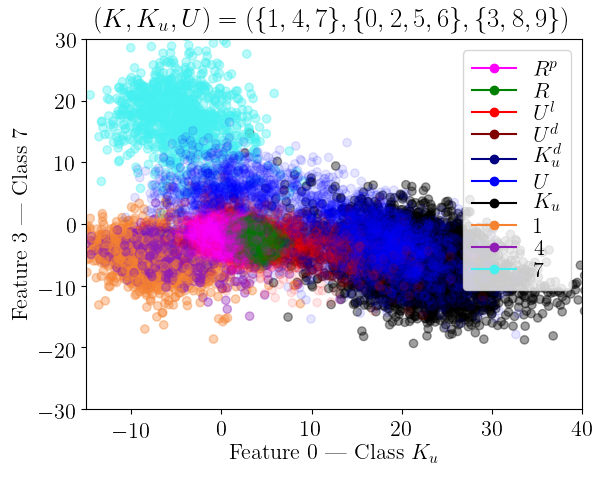 (K, K_u, U) = ({1, 4, 7}, {0, 2, 5, 6}, {3, 8, 9})
30
20
10
0
−10
−20
−30
Feature 3 — Class 7
R^p
R
U^l
U^d
K_u^d
U
K_u
1
4
7
−10
0
10
20
30
40
Feature 0 — Class K_u